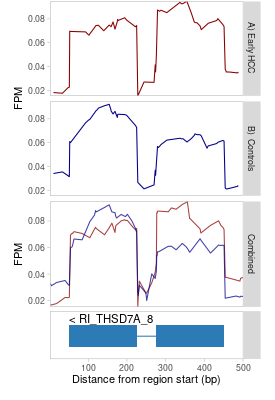 0.08
0.06
0.04
0.02
FPM
A) Early HCC
0.08
0.06
0.04
0.02
FPM
B): Controls
0.08
0.06
0.04
0.02
FPM
Combined
< RI_THSD7A_8
100 200 300 400 500
Distance from region start (bp)